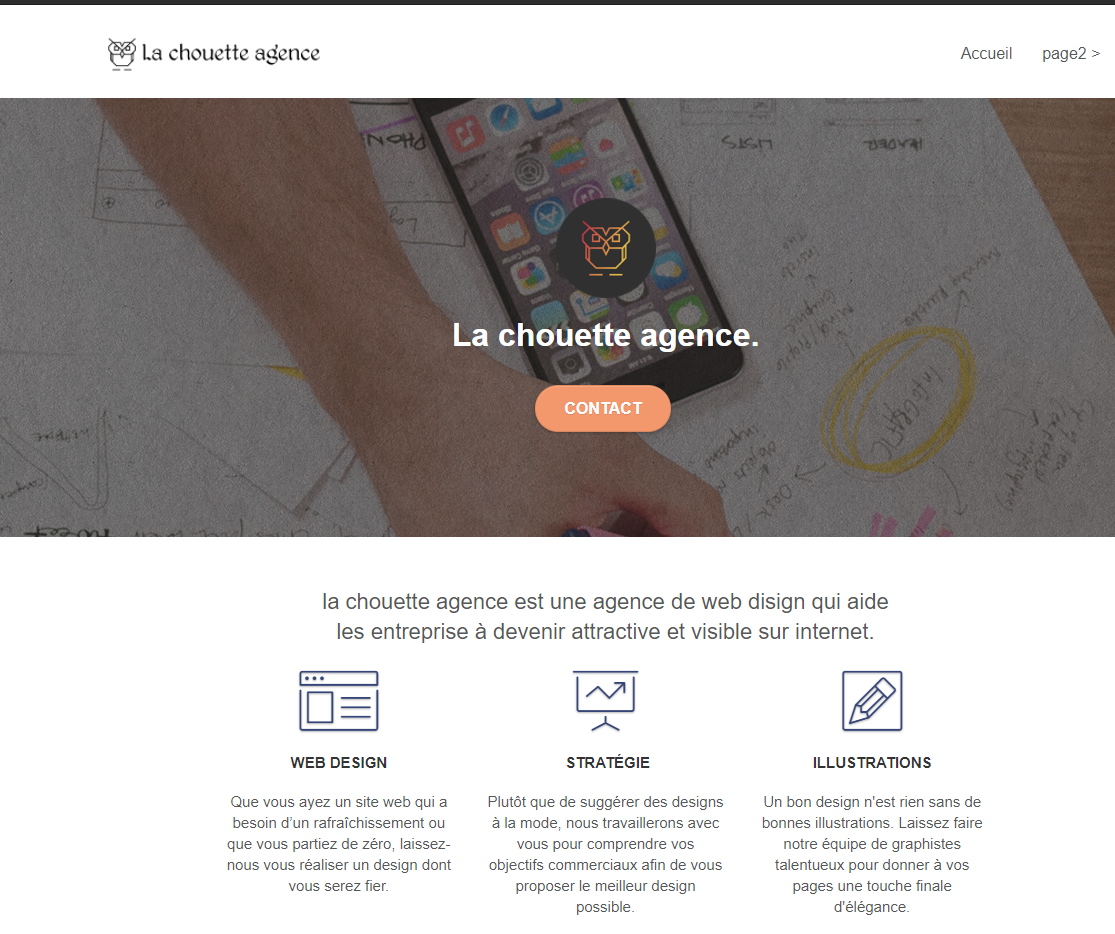 La chouette agence
Accueil
page2 >
PHON
LISTS
HEADER
La chouette agence.
CONTACT
la chouette agence est une agence de web disign qui aide
les entreprise à devenir attractive et visible sur internet.
WEB DESIGN
Que vous ayez un site web qui a
besoin d’un rafraîchissement ou
que vous partiez de zéro, laissez-
nous vous réaliser un design dont
vous serez fier.
STRATÉGIE
Plutôt que de suggérer des designs
à la mode, nous travaillerons avec
vous pour comprendre vos
objectifs commerciaux afin de vous
proposer le meilleur design
possible.
ILLUSTRATIONS
Un bon design n'est rien sans de
bonnes illustrations. Laissez faire
notre équipe de graphistes
talentueux pour donner à vos
pages une touche finale
d'élégance.